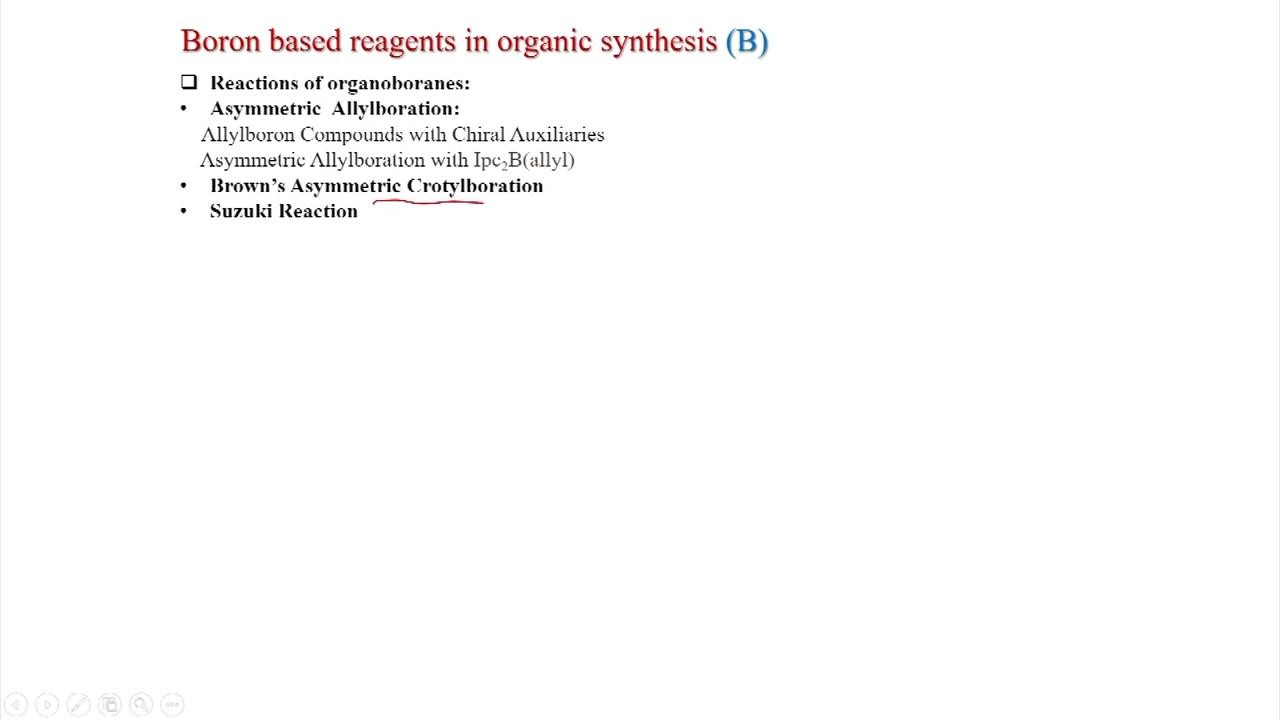 Boron based reagents in organic synthesis (B)
❑ Reactions of organoboranes:
• Asymmetric Allylboration:
Allylboron Compounds with Chiral Auxiliaries
Asymmetric Allylboration with Ipc₂B(allyl)
• Brown’s Asymmetric Crotylboration
• Suzuki Reaction